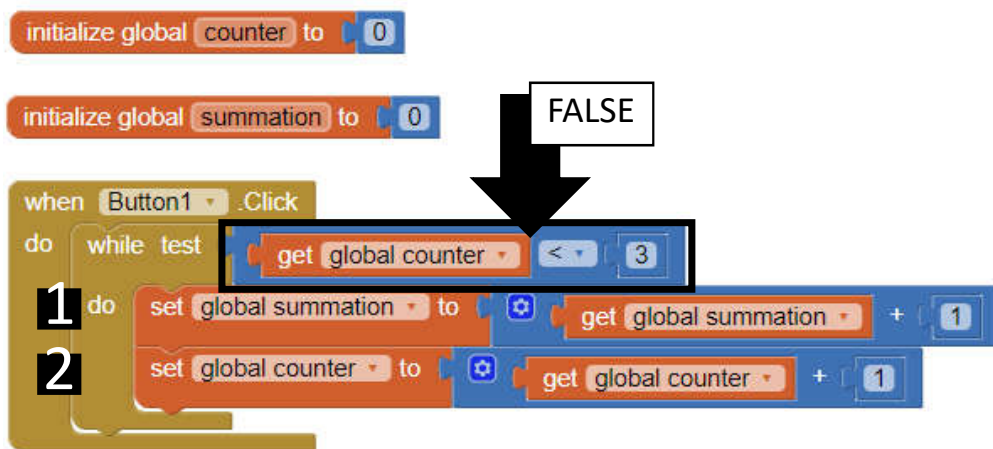 initialize global counter to 0
initialize global summation to 0
FALSE
when Button1 .Click
do while test get global counter < 3
1 do set global summation to get global summation + 1
2 set global counter to get global counter + 1